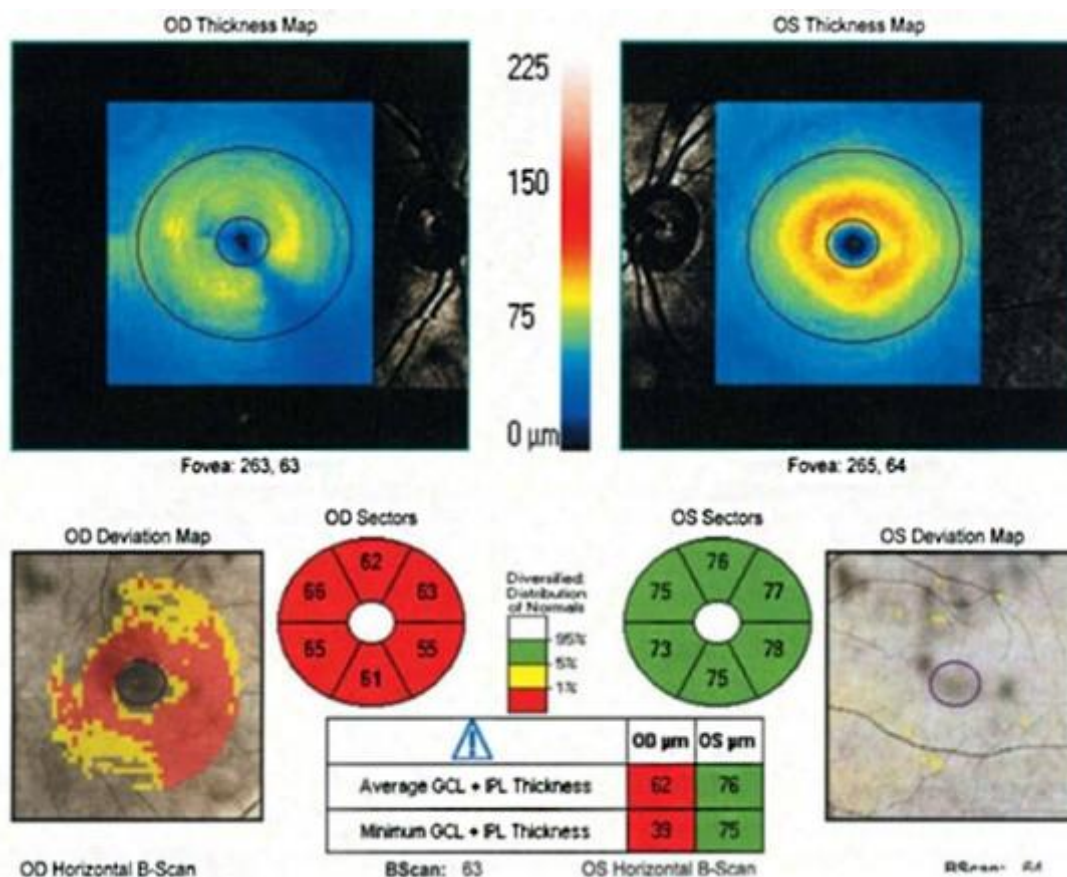 OD Thickness Map
OS Thickness Map
225
150
75
0 µm
Fovea: 263, 63
Fovea: 265, 64
OD Deviation Map
OD Sectors
OS Sectors
OS Deviation Map
62
66
63
65
55
61
Diversified:
Distribution
of Normals
95%
5%
1%
76
75
77
73
78
75
OD µm
OS µm
Average GCL + IPL Thickness
62
76
Minimum GCL + IPL Thickness
39
75
OD Horizontal B-Scan
BScan: 63
OS Horizontal B-Scan
BScan: 64